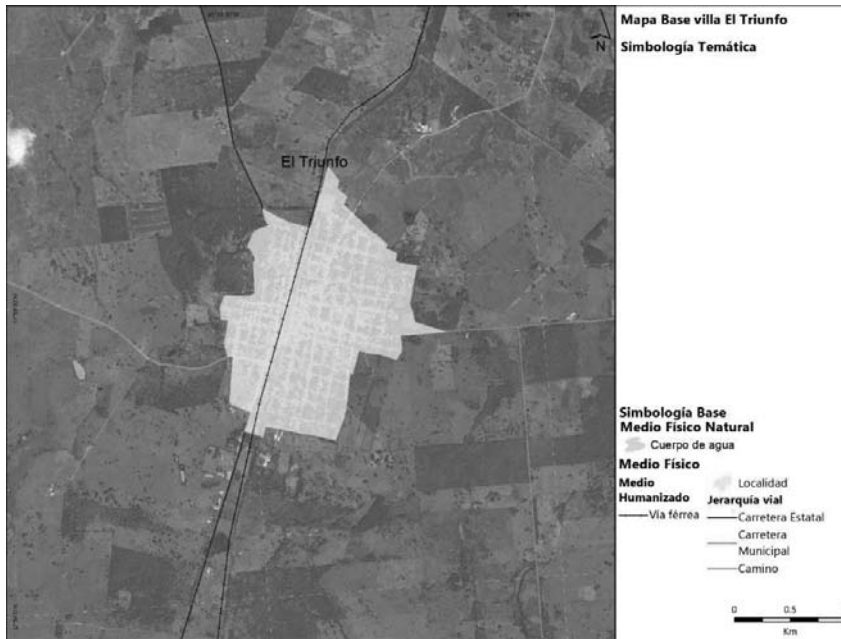 Mapa Base villa El Triunfo
Simbología Temática
N
El Triunfo
Simbología Base
Medio Físico Natural
Cuerpo de agua
Medio Físico
Medio
Humanizado
Vía férrea
Localidad
Jerarquía vial
Carretera Estatal
Carretera
Municipal
Camino
0 0.5
Km